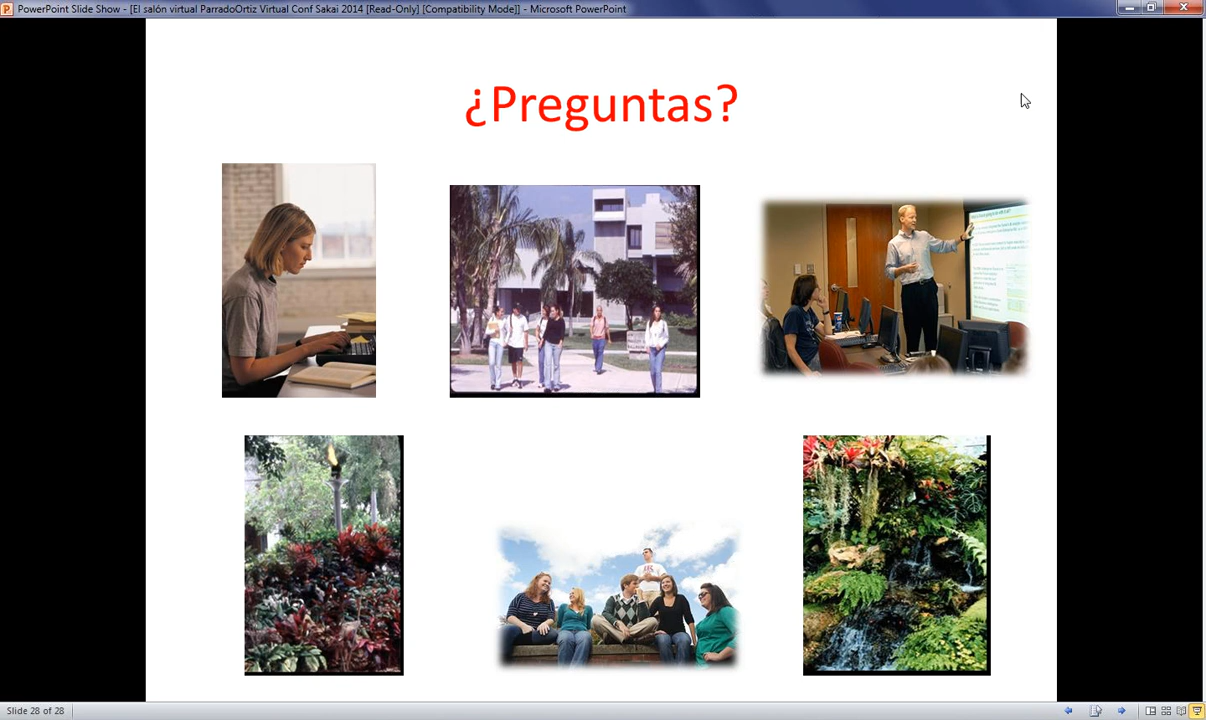 PowerPoint Slide Show - [El salón virtual ParradoOrtiz Virtual Conf Sakai 2014 [Read-Only] [Compatibility Mode]] - Microsoft PowerPoint
¿Preguntas?
Slide 28 of 28